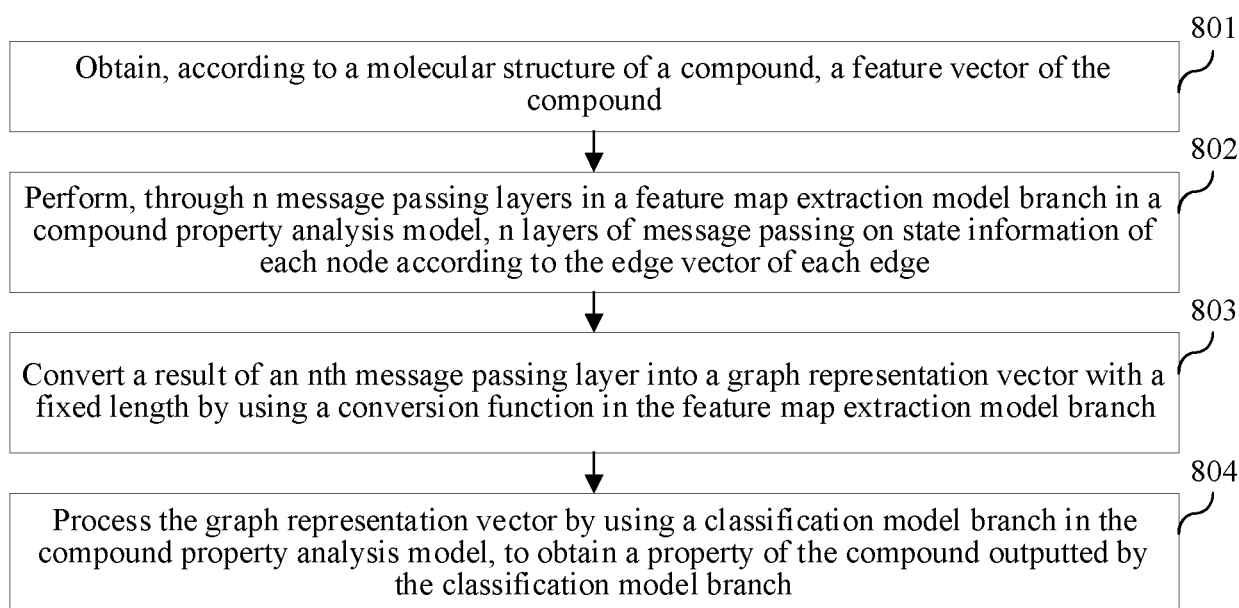 801
Obtain, according to a molecular structure of a compound, a feature vector of the
compound
802
Perform, through n message passing layers in a feature map extraction model branch in a
compound property analysis model, n layers of message passing on state information of
each node according to the edge vector of each edge
803
Convert a result of an nth message passing layer into a graph representation vector with a
fixed length by using a conversion function in the feature map extraction model branch
804
Process the graph representation vector by using a classification model branch in the
compound property analysis model, to obtain a property of the compound outputted by
the classification model branch